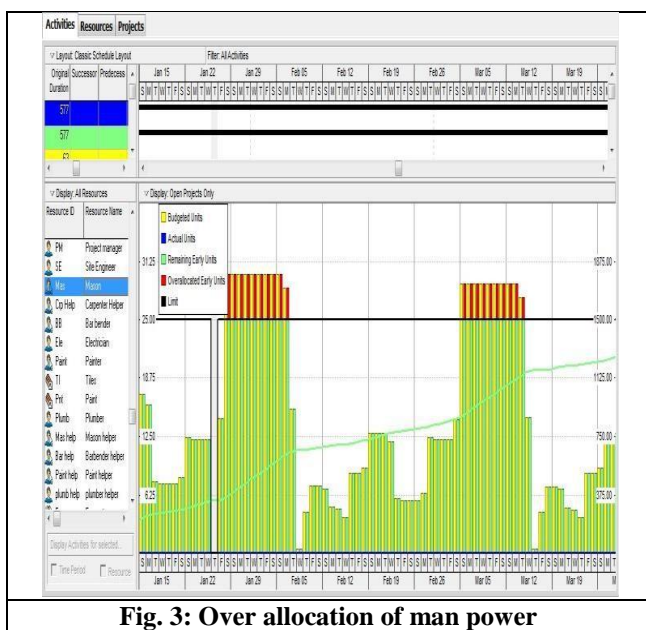 Activities Resources Projects
Layout: Classic Schedule Layout Filter: All Activities
Original Duration Successor Predecess
Jan 15 Jan 22 Jan 29 Feb 05 Feb 12 Feb 19 Feb 26 Mar 05 Mar 12 Mar 19
S M T W T F S S M T W T F S S M T W T F S S M T W T F S S M T W T F S S M T W T F S S M T W T F S S M T W T F S S M T W T F S S M T W T F S S
577
577
63
Display: All Resources Display: Open Projects Only
Resource ID Resource Name
PM Project manager
SE Site Engineer
Mas Mason
Crp Help Carpenter Helper
BB Bar bender
Ele Electrician
Paint Painter
Tl Tiles
Pnt Paint
Plumb Plumber
Mas help Mason helper
Bar help Barbender helper
Paint help Paint helper
plumb help plumber helper
Display Activities for selected...
Time Period Resource
Budgeted Units
Actual Units
Remaining Early Units
Overallocated Early Units
Limit
31.25 1875.00
25.00 1500.00
18.75 1125.00
12.50 750.00
6.25 375.00
S M T W T F S S M T W T F S S M T W T F S S M T W T F S S M T W T F S S M T W T F S S M T W T F S S M T W T F S S M T W T F S S M T W T F S S M
Jan 15 Jan 22 Jan 29 Feb 05 Feb 12 Feb 19 Feb 26 Mar 05 Mar 12 Mar 19 M
Fig. 3: Over allocation of man power